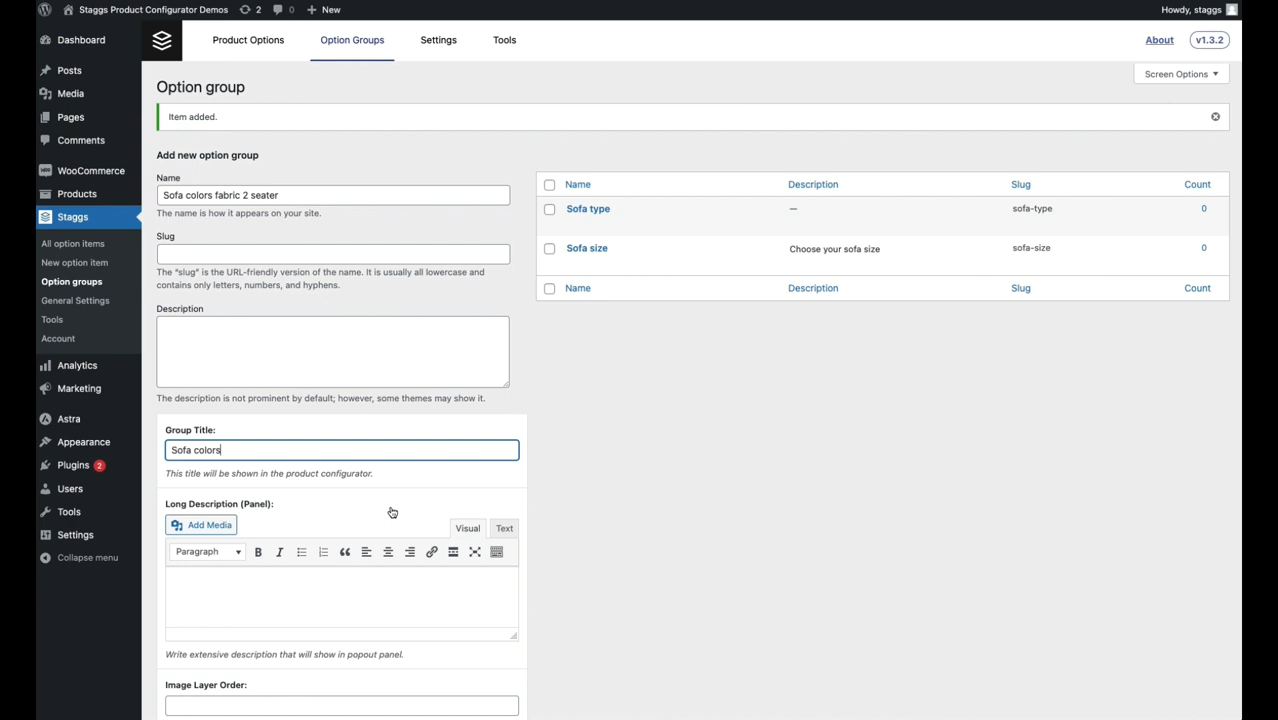 Staggs Product Configurator Demos 2 0 New Howdy, staggs
Dashboard
Posts
Media
Pages
Comments
WooCommerce
Products
Staggs
All option items
New option item
Option groups
General Settings
Tools
Account
Analytics
Marketing
Astra
Appearance
Plugins 2
Users
Tools
Settings
Collapse menu
Product Options Option Groups Settings Tools About v1.3.2
Screen Options
Option group
Item added.
Add new option group
Name
Sofa colors fabric 2 seater
The name is how it appears on your site.
Slug
The “slug” is the URL-friendly version of the name. It is usually all lowercase and
contains only letters, numbers, and hyphens.
Description
The description is not prominent by default; however, some themes may show it.
Group Title:
Sofa colors
This title will be shown in the product configurator.
Long Description (Panel):
Add Media
Visual Text
Paragraph B I
Write extensive description that will show in popout panel.
Image Layer Order:
Name Description Slug Count
Sofa type — sofa-type 0
Sofa size Choose your sofa size sofa-size 0
Name Description Slug Count